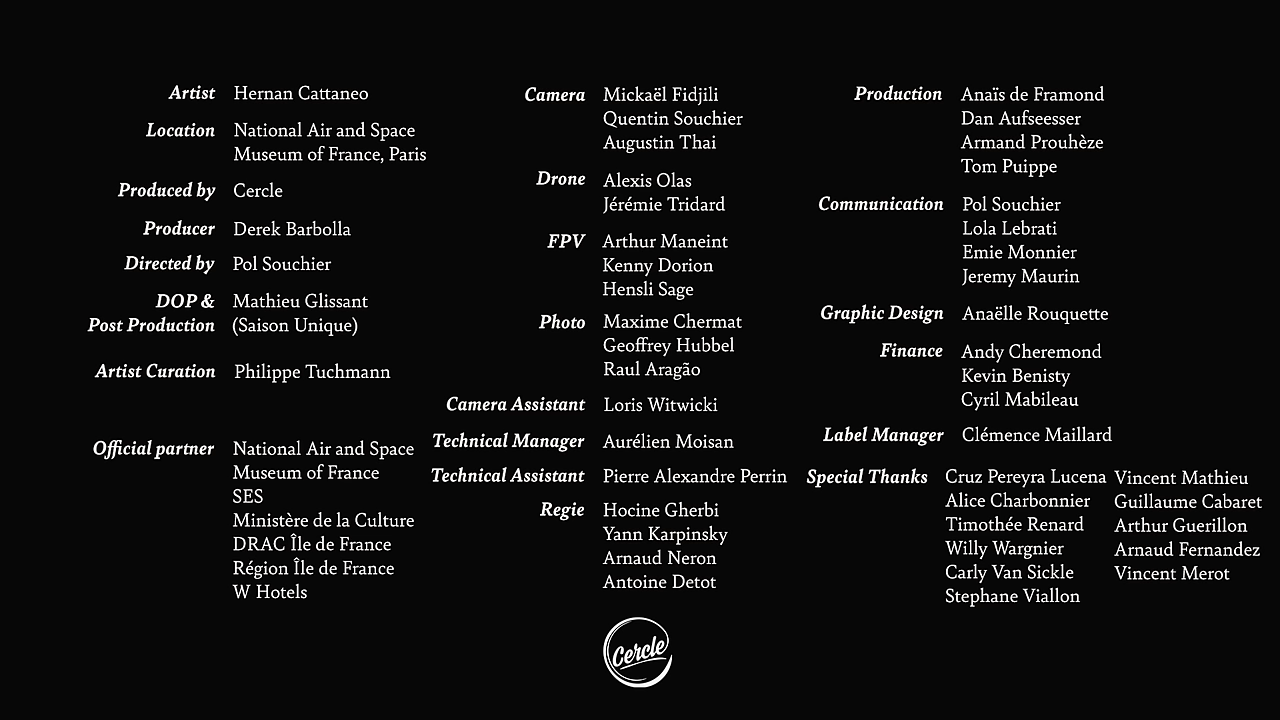 Artist Hernan Cattaneo
Location National Air and Space
Museum of France, Paris
Produced by Cercle
Producer Derek Barbolla
Directed by Pol Souchier
DOP & Mathieu Glissant
Post Production (Saison Unique)
Artist Curation Philippe Tuchmann
Official partner National Air and Space
Museum of France
SES
Ministère de la Culture
DRAC Île de France
Région Île de France
W Hotels
Camera Mickaël Fidjili
Quentin Souchier
Augustin Thai
Drone Alexis Olas
Jérémie Tridard
FPV Arthur Maneint
Kenny Dorion
Hensli Sage
Photo Maxime Chermat
Geoffrey Hubbel
Raul Aragão
Camera Assistant Loris Witwicki
Technical Manager Aurélien Moisan
Technical Assistant Pierre Alexandre Perrin
Regie Hocine Gherbi
Yann Karpinsky
Arnaud Neron
Antoine Detot
Production Anaïs de Framond
Dan Aufseesser
Armand Prouhèze
Tom Puippe
Communication Pol Souchier
Lola Lebrati
Emie Monnier
Jeremy Maurin
Graphic Design Anaëlle Rouquette
Finance Andy Cheremond
Kevin Benisty
Cyril Mabileau
Label Manager Clémence Maillard
Special Thanks Cruz Pereyra Lucena Vincent Mathieu
Alice Charbonnier Guillaume Cabaret
Timothée Renard Arthur Guerillon
Willy Wargnier Arnaud Fernandez
Carly Van Sickle Vincent Merot
Stephane Viallon
Cercle